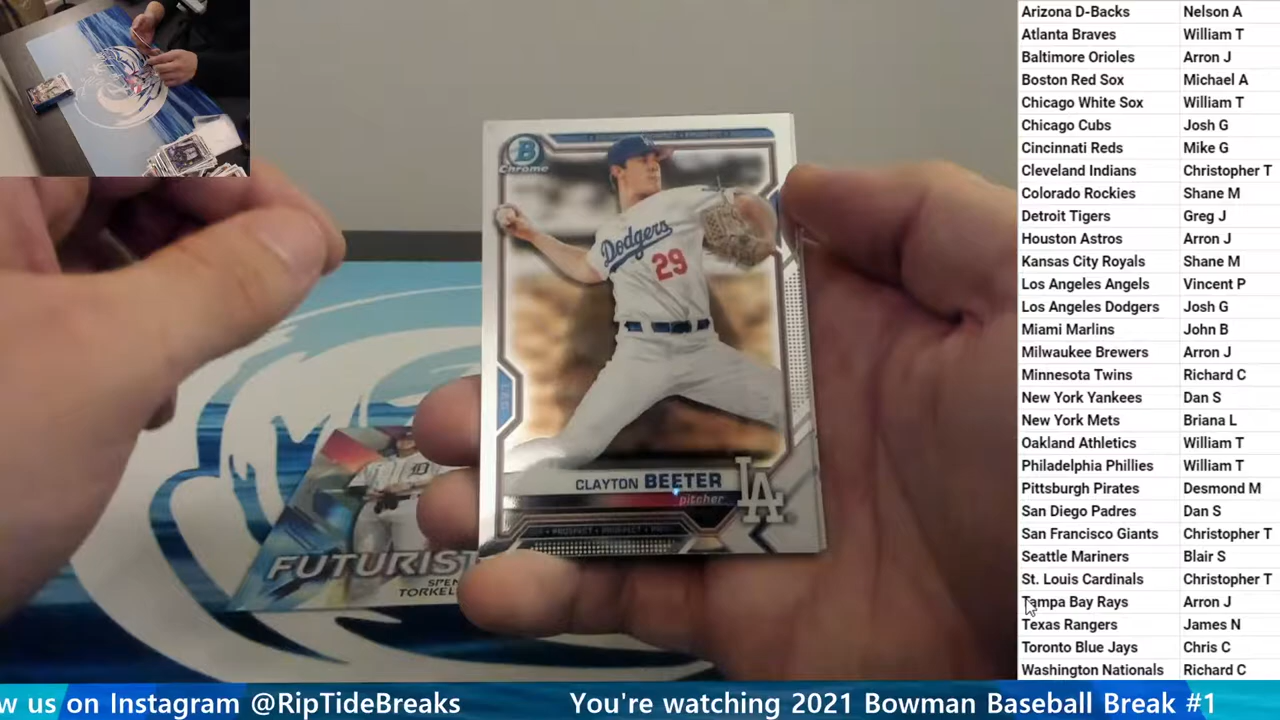 B
Chrome
Dodgers
29
CLAYTON BEETER
pitcher
LA
PROSPECT • PROSPECT
D
FUTURIST
SPEN
TORKEL
Arizona D-Backs Nelson A
Atlanta Braves William T
Baltimore Orioles Arron J
Boston Red Sox Michael A
Chicago White Sox William T
Chicago Cubs Josh G
Cincinnati Reds Mike G
Cleveland Indians Christopher T
Colorado Rockies Shane M
Detroit Tigers Greg J
Houston Astros Arron J
Kansas City Royals Shane M
Los Angeles Angels Vincent P
Los Angeles Dodgers Josh G
Miami Marlins John B
Milwaukee Brewers Arron J
Minnesota Twins Richard C
New York Yankees Dan S
New York Mets Briana L
Oakland Athletics William T
Philadelphia Phillies William T
Pittsburgh Pirates Desmond M
San Diego Padres Dan S
San Francisco Giants Christopher T
Seattle Mariners Blair S
St. Louis Cardinals Christopher T
Tampa Bay Rays Arron J
Texas Rangers James N
Toronto Blue Jays Chris C
Washington Nationals Richard C
w us on Instagram @RipTideBreaks You're watching 2021 Bowman Baseball Break #1